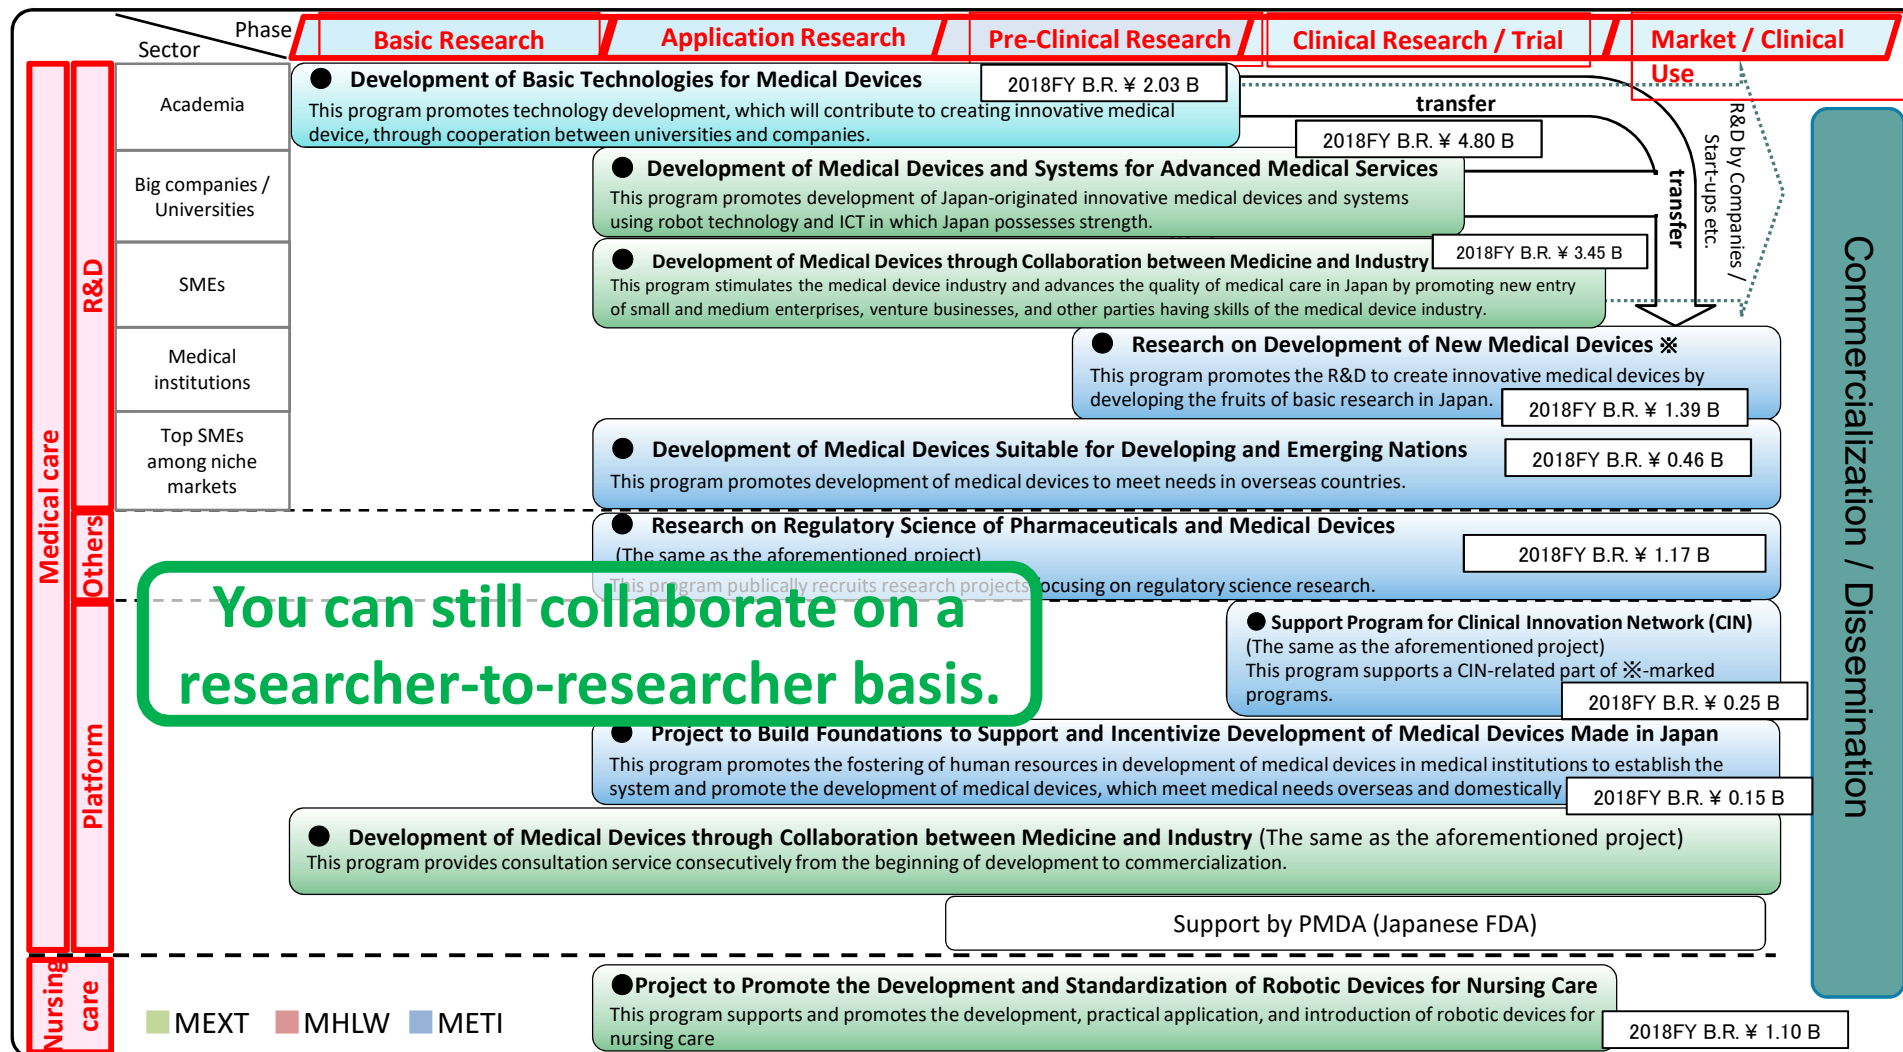 Phase
Sector
Basic Research
Application Research
Pre-Clinical Research
Clinical Research / Trial
Market / Clinical
Use
Medical care
R&D
Others
Platform
Nursing
care
Academia
Big companies /
Universities
SMEs
Medical
institutions
Top SMEs
among niche
markets
● Development of Basic Technologies for Medical Devices
2018FY B.R. ¥ 2.03 B
This program promotes technology development, which will contribute to creating innovative medical
device, through cooperation between universities and companies.
transfer
transfer
R&D by Companies /
Start-ups etc.
2018FY B.R. ¥ 4.80 B
● Development of Medical Devices and Systems for Advanced Medical Services
This program promotes development of Japan-originated innovative medical devices and systems
using robot technology and ICT in which Japan possesses strength.
● Development of Medical Devices through Collaboration between Medicine and Industry
2018FY B.R. ¥ 3.45 B
This program stimulates the medical device industry and advances the quality of medical care in Japan by promoting new entry
of small and medium enterprises, venture businesses, and other parties having skills of the medical device industry.
● Research on Development of New Medical Devices ※
This program promotes the R&D to create innovative medical devices by
developing the fruits of basic research in Japan.
2018FY B.R. ¥ 1.39 B
● Development of Medical Devices Suitable for Developing and Emerging Nations
2018FY B.R. ¥ 0.46 B
This program promotes development of medical devices to meet needs in overseas countries.
● Research on Regulatory Science of Pharmaceuticals and Medical Devices
(The same as the aforementioned project)
2018FY B.R. ¥ 1.17 B
This program publically recruits research projects focusing on regulatory science research.
You can still collaborate on a
researcher-to-researcher basis.
● Support Program for Clinical Innovation Network (CIN)
(The same as the aforementioned project)
This program supports a CIN-related part of ※-marked
programs.
2018FY B.R. ¥ 0.25 B
● Project to Build Foundations to Support and Incentivize Development of Medical Devices Made in Japan
This program promotes the fostering of human resources in development of medical devices in medical institutions to establish the
system and promote the development of medical devices, which meet medical needs overseas and domestically
2018FY B.R. ¥ 0.15 B
● Development of Medical Devices through Collaboration between Medicine and Industry (The same as the aforementioned project)
This program provides consultation service consecutively from the beginning of development to commercialization.
Support by PMDA (Japanese FDA)
Commercialization / Dissemination
●Project to Promote the Development and Standardization of Robotic Devices for Nursing Care
This program supports and promotes the development, practical application, and introduction of robotic devices for
nursing care
2018FY B.R. ¥ 1.10 B
MEXT MHLW METI